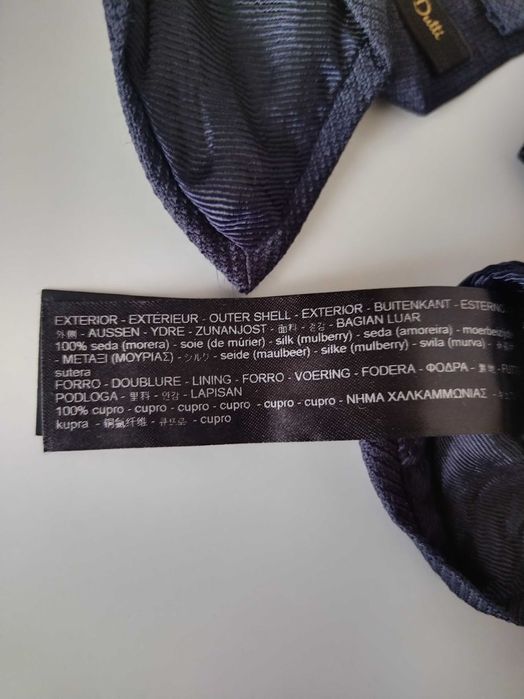 Dutti
EXTERIOR - EXTÉRIEUR - OUTER SHELL - EXTERIOR - BUITENKANT - ESTERNO
外側 - AUSSEN - YDRE - ZUNANJOST - 面料 - 겉감 - BAGIAN LUAR
100% seda (morera) - soie (de mûrier) - silk (mulberry) - seda (amoreira) - moerbeizijde
- ΜΕΤΑΞΙ (ΜΟΥΡΙΑΣ) - シルク - seide (maulbeer) - silke (mulberry) - svila (murva) -
sutera
FORRO - DOUBLURE - LINING - FORRO - VOERING - FODERA - ΦΟΔΡΑ - 裏地
PODLOGA - 里料 - 안감 - LAPISAN
100% cupro - cupro - cupro - cupro - cupro - cupro - ΝΗΜΑ ΧΑΛΚΑΜΜΩΝΙΑΣ -
kupra - 铜氨纤维 - 큐프로 - cupro